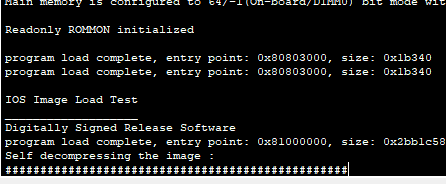 Main memory is configured to 64/-1(On-board/DIMM0) bit mode wit
Readonly ROMMON initialized
program load complete, entry point: 0x80803000, size: 0x1b340
program load complete, entry point: 0x80803000, size: 0x1b340
IOS Image Load Test
___________________
Digitally Signed Release Software
program load complete, entry point: 0x81000000, size: 0x2bb1c58
Self decompressing the image :
################################################